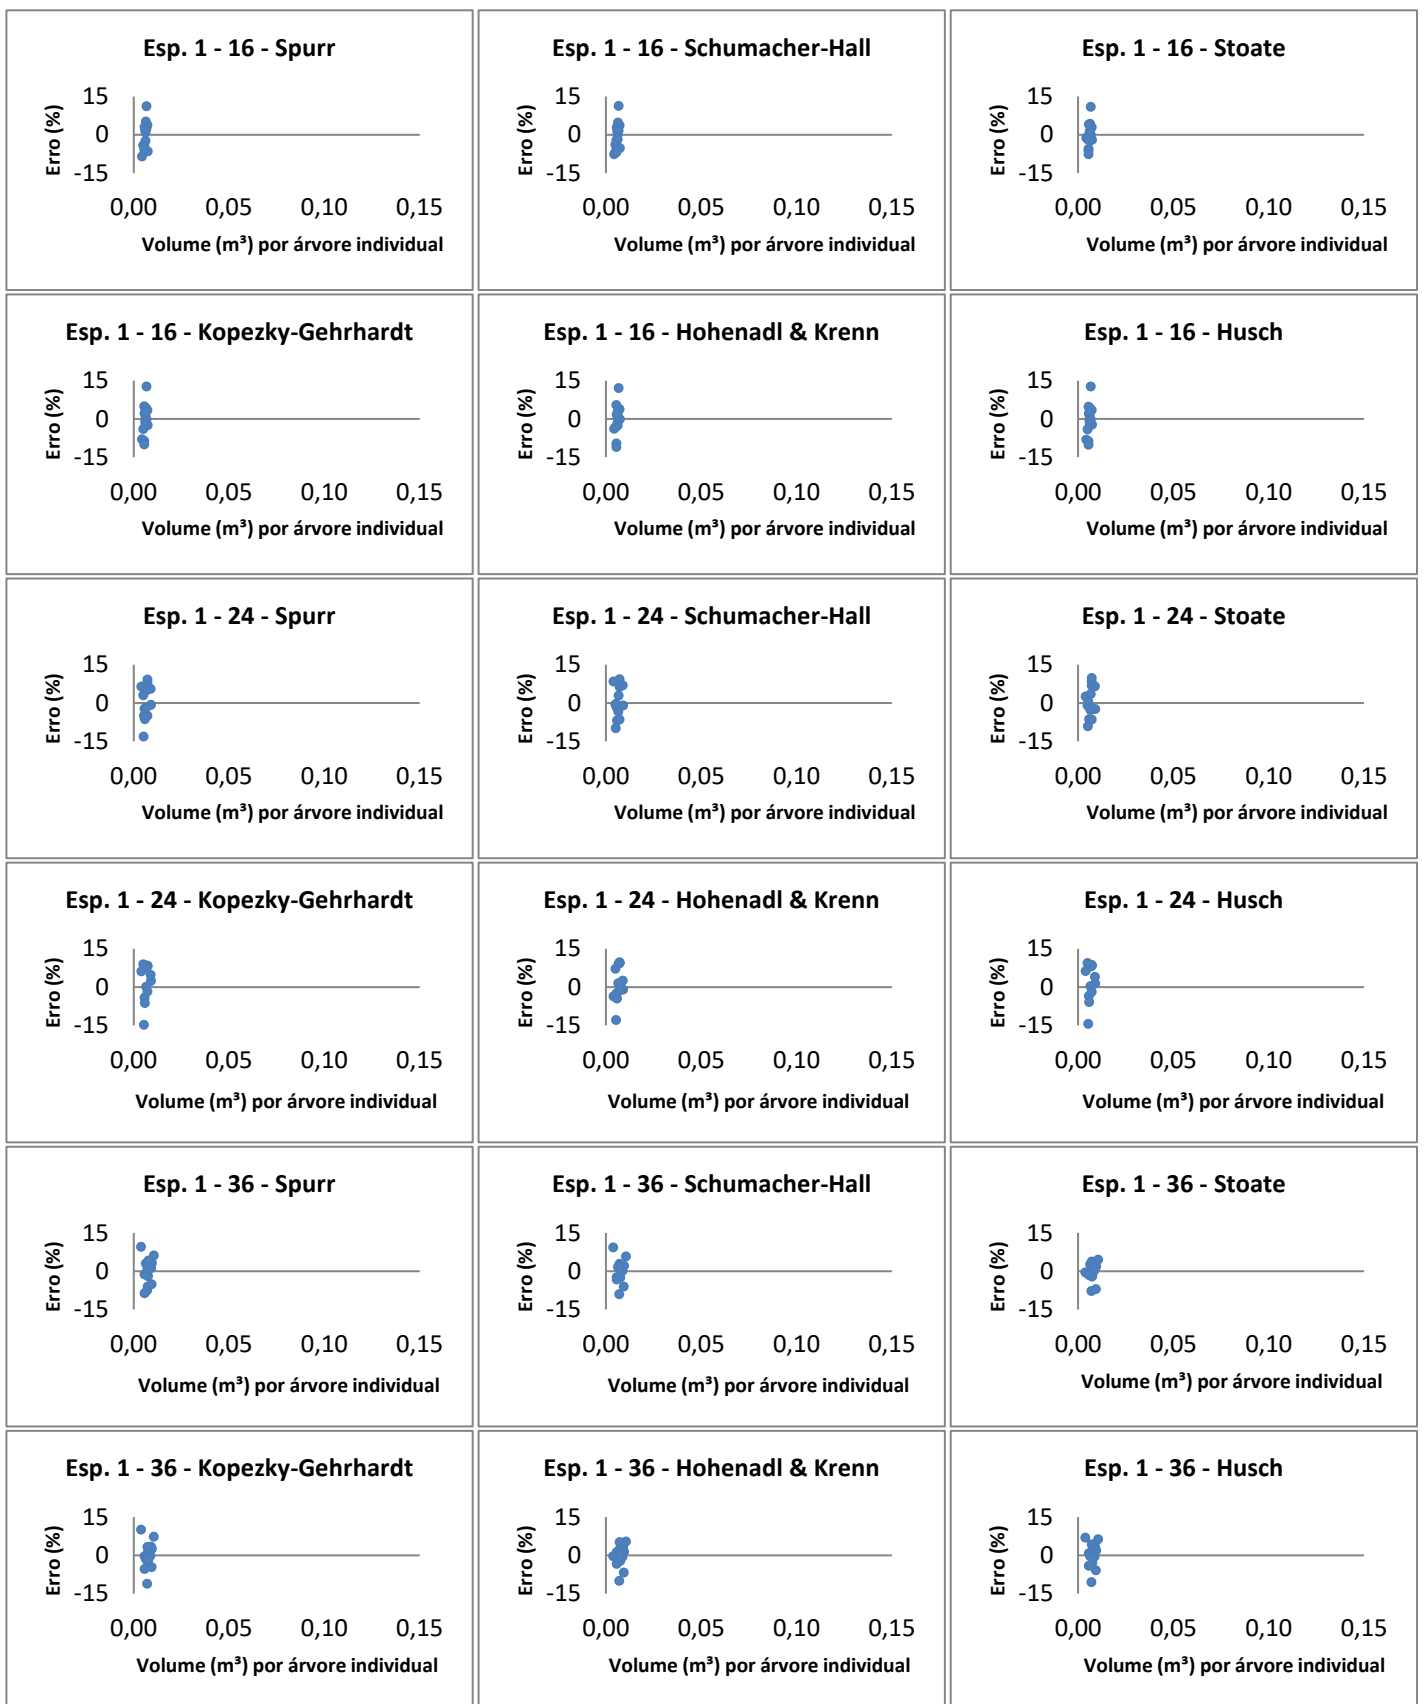 Esp. 1 - 16 - Spurr
Erro (%)
15
0
-15
0,00 0,05 0,10 0,15
Volume (m³) por árvore individual
Esp. 1 - 16 - Schumacher-Hall
Erro (%)
15
0
-15
0,00 0,05 0,10 0,15
Volume (m³) por árvore individual
Esp. 1 - 16 - Stoate
Erro (%)
15
0
-15
0,00 0,05 0,10 0,15
Volume (m³) por árvore individual
Esp. 1 - 16 - Kopezky-Gehrhardt
Erro (%)
15
0
-15
0,00 0,05 0,10 0,15
Volume (m³) por árvore individual
Esp. 1 - 16 - Hohenadl & Krenn
Erro (%)
15
0
-15
0,00 0,05 0,10 0,15
Volume (m³) por árvore individual
Esp. 1 - 16 - Husch
Erro (%)
15
0
-15
0,00 0,05 0,10 0,15
Volume (m³) por árvore individual
Esp. 1 - 24 - Spurr
Erro (%)
15
0
-15
0,00 0,05 0,10 0,15
Volume (m³) por árvore individual
Esp. 1 - 24 - Schumacher-Hall
Erro (%)
15
0
-15
0,00 0,05 0,10 0,15
Volume (m³) por árvore individual
Esp. 1 - 24 - Stoate
Erro (%)
15
0
-15
0,00 0,05 0,10 0,15
Volume (m³) por árvore individual
Esp. 1 - 24 - Kopezky-Gehrhardt
Erro (%)
15
0
-15
0,00 0,05 0,10 0,15
Volume (m³) por árvore individual
Esp. 1 - 24 - Hohenadl & Krenn
Erro (%)
15
0
-15
0,00 0,05 0,10 0,15
Volume (m³) por árvore individual
Esp. 1 - 24 - Husch
Erro (%)
15
0
-15
0,00 0,05 0,10 0,15
Volume (m³) por árvore individual
Esp. 1 - 36 - Spurr
Erro (%)
15
0
-15
0,00 0,05 0,10 0,15
Volume (m³) por árvore individual
Esp. 1 - 36 - Schumacher-Hall
Erro (%)
15
0
-15
0,00 0,05 0,10 0,15
Volume (m³) por árvore individual
Esp. 1 - 36 - Stoate
Erro (%)
15
0
-15
0,00 0,05 0,10 0,15
Volume (m³) por árvore individual
Esp. 1 - 36 - Kopezky-Gehrhardt
Erro (%)
15
0
-15
0,00 0,05 0,10 0,15
Volume (m³) por árvore individual
Esp. 1 - 36 - Hohenadl & Krenn
Erro (%)
15
0
-15
0,00 0,05 0,10 0,15
Volume (m³) por árvore individual
Esp. 1 - 36 - Husch
Erro (%)
15
0
-15
0,00 0,05 0,10 0,15
Volume (m³) por árvore individual